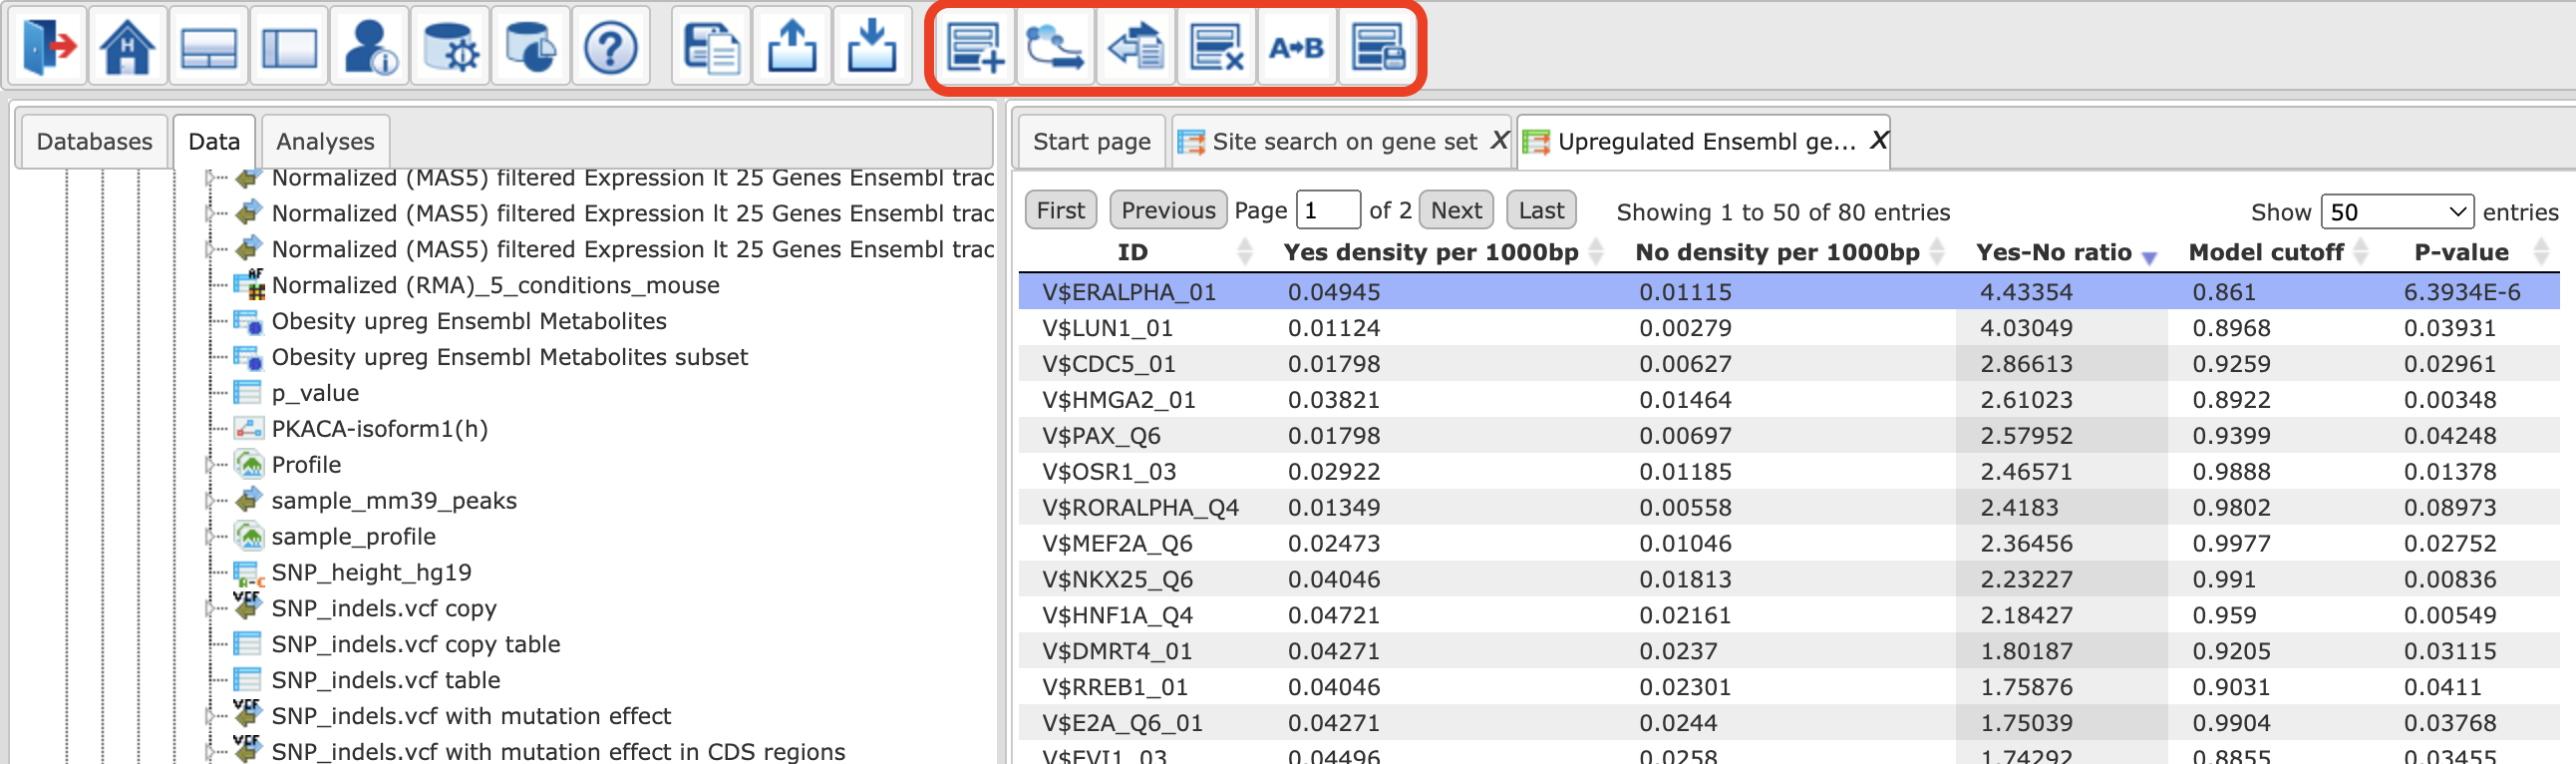 H
i
?
A➔B
Databases
Data
Analyses
Normalized (MAS5) filtered Expression lt 25 Genes Ensembl trac
Normalized (MAS5) filtered Expression lt 25 Genes Ensembl trac
Normalized (MAS5) filtered Expression lt 25 Genes Ensembl trac
AF Normalized (RMA)_5_conditions_mouse
Obesity upreg Ensembl Metabolites
Obesity upreg Ensembl Metabolites subset
p_value
PKACA-isoform1(h)
Profile
sample_mm39_peaks
sample_profile
A-C SNP_height_hg19
VCF SNP_indels.vcf copy
SNP_indels.vcf copy table
SNP_indels.vcf table
VCF SNP_indels.vcf with mutation effect
VCF SNP_indels.vcf with mutation effect in CDS regions
Start page
Site search on gene set X
Upregulated Ensembl ge... X
First Previous Page 1 of 2 Next Last Showing 1 to 50 of 80 entries Show 50 entries
ID Yes density per 1000bp No density per 1000bp Yes-No ratio Model cutoff P-value
V$ERALPHA_01 0.04945 0.01115 4.43354 0.861 6.3934E-6
V$LUN1_01 0.01124 0.00279 4.03049 0.8968 0.03931
V$CDC5_01 0.01798 0.00627 2.86613 0.9259 0.02961
V$HMGA2_01 0.03821 0.01464 2.61023 0.8922 0.00348
V$PAX_Q6 0.01798 0.00697 2.57952 0.9399 0.04248
V$OSR1_03 0.02922 0.01185 2.46571 0.9888 0.01378
V$RORALPHA_Q4 0.01349 0.00558 2.4183 0.9802 0.08973
V$MEF2A_Q6 0.02473 0.01046 2.36456 0.9977 0.02752
V$NKX25_Q6 0.04046 0.01813 2.23227 0.991 0.00836
V$HNF1A_Q4 0.04721 0.02161 2.18427 0.959 0.00549
V$DMRT4_01 0.04271 0.0237 1.80187 0.9205 0.03115
V$RREB1_01 0.04046 0.02301 1.75876 0.9031 0.0411
V$E2A_Q6_01 0.04271 0.0244 1.75039 0.9904 0.03768
V$EVI1_03 0.04496 0.0258 1.74292 0.8855 0.03455